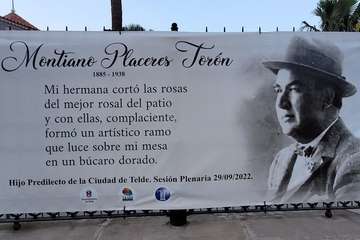 Montiano Placeres Torón
1885 - 1938
Mi hermana cortó las rosas
del mejor rosal del patio
y con ellas, complaciente,
formó un artístico ramo
que luce sobre mi mesa
en un búcaro dorado.
Hijo Predilecto de la Ciudad de Telde. Sesión Plenaria 29/09/2022.